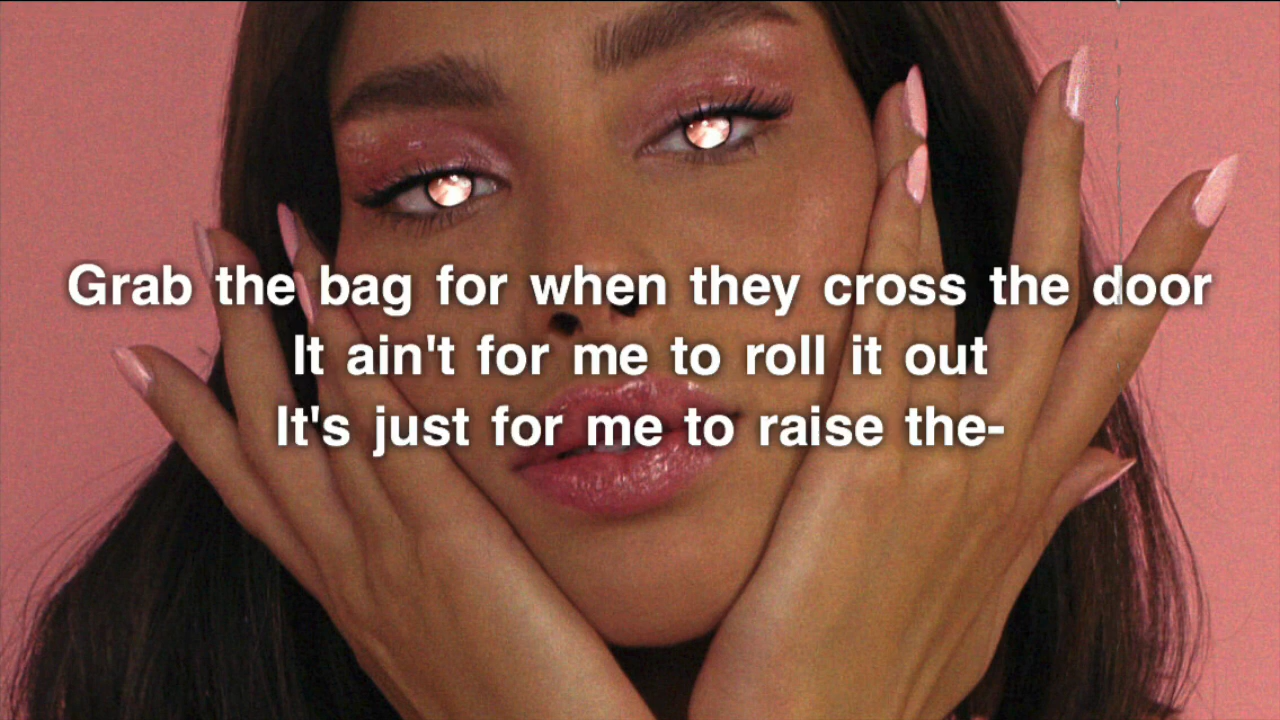 Grab the bag for when they cross the door
It ain't for me to roll it out
It's just for me to raise the-